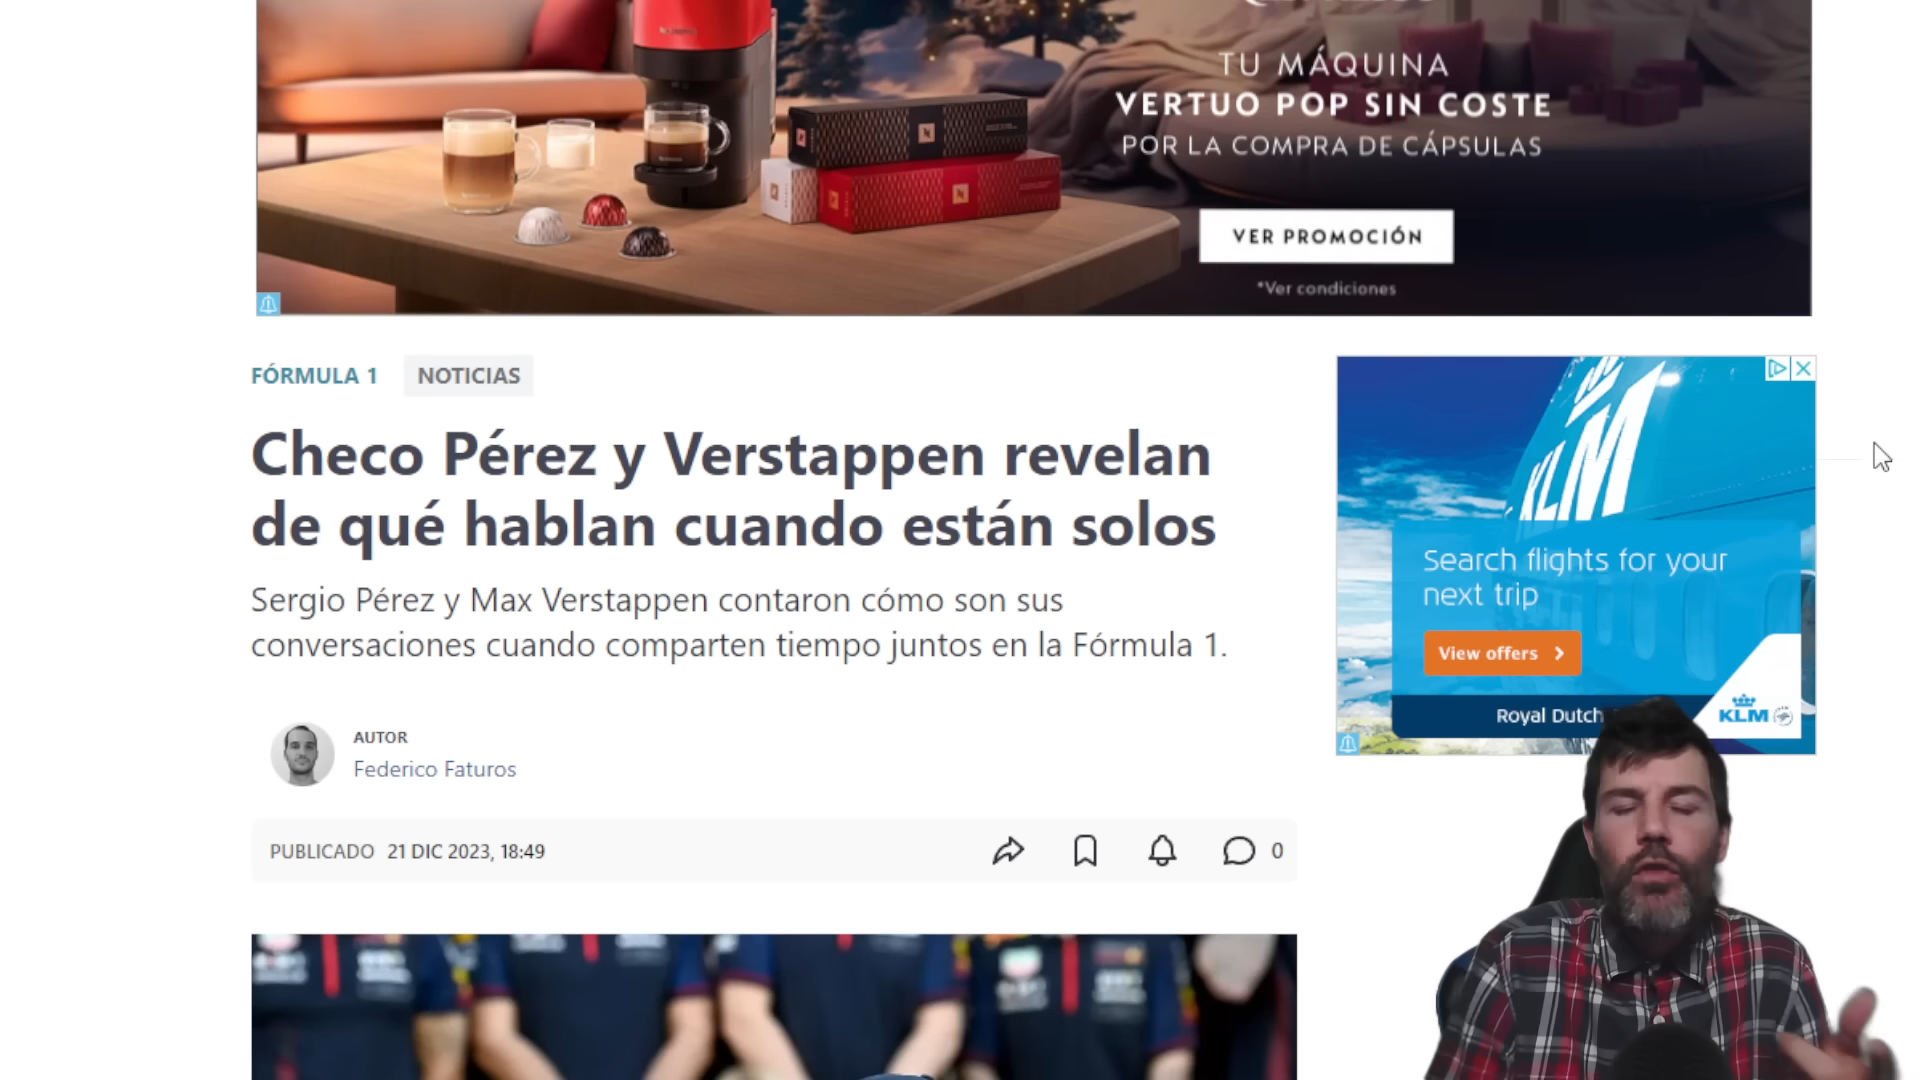 TU MÁQUINA
VERTUO POP SIN COSTE
POR LA COMPRA DE CÁPSULAS
VER PROMOCIÓN
*Ver condiciones
FÓRMULA 1
NOTICIAS
Checo Pérez y Verstappen revelan
de qué hablan cuando están solos
Sergio Pérez y Max Verstappen contaron cómo son sus
conversaciones cuando comparten tiempo juntos en la Fórmula 1.
AUTOR
Federico Faturos
PUBLICADO 21 DIC 2023, 18:49
0
KLM
Search flights for your
next trip
View offers
Royal Dutch
KLM